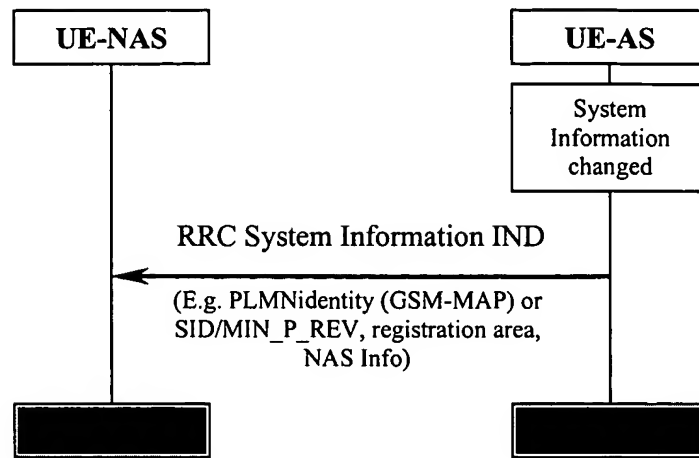 UE-NAS
UE-AS
System
Information
changed
RRC System Information IND
(E.g. PLMNidentity (GSM-MAP) or
SID/MIN_P_REV, registration area,
NAS Info)